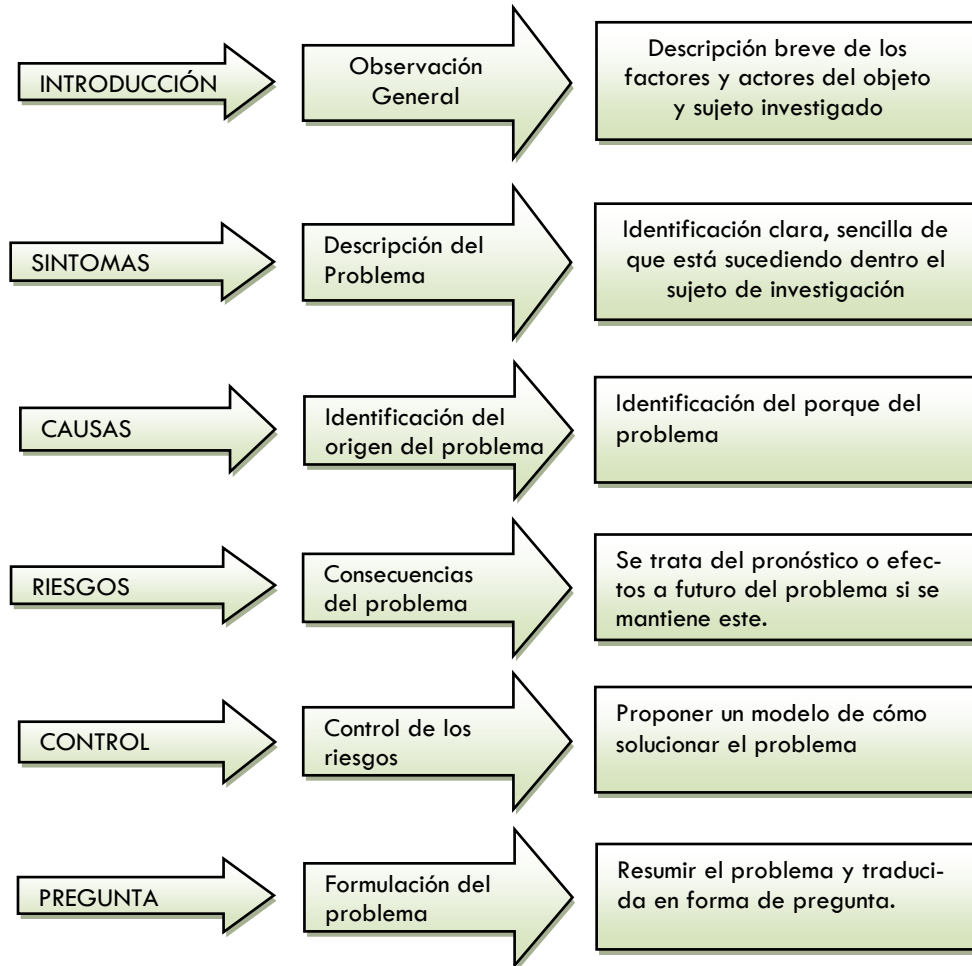 INTRODUCCIÓN
Observación
General
Descripción breve de los
factores y actores del objeto
y sujeto investigado
SINTOMAS
Descripción del
Problema
Identificación clara, sencilla de
que está sucediendo dentro el
sujeto de investigación
CAUSAS
Identificación del
origen del problema
Identificación del porque del
problema
RIESGOS
Consecuencias
del problema
Se trata del pronóstico o efec-
tos a futuro del problema si se
mantiene este.
CONTROL
Control de los
riesgos
Proponer un modelo de cómo
solucionar el problema
PREGUNTA
Formulación del
problema
Resumir el problema y traduci-
da en forma de pregunta.